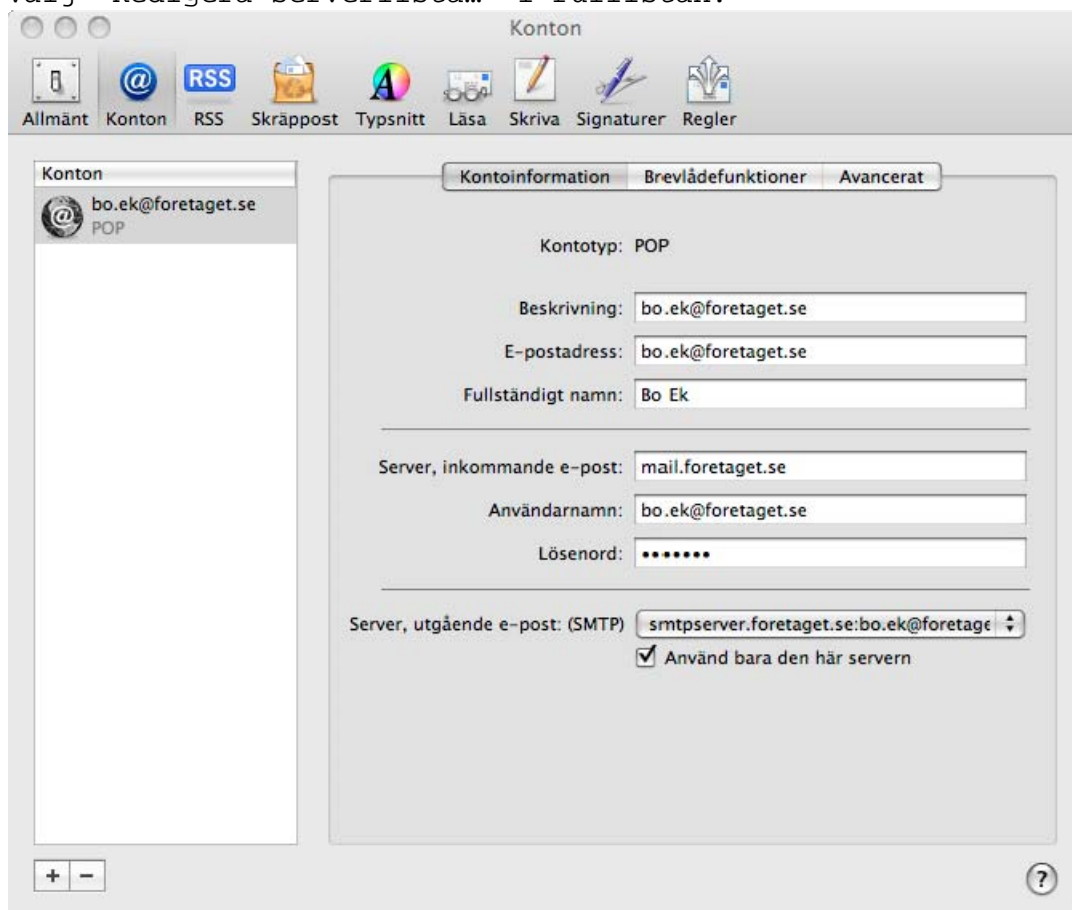 Konton
Allmänt Konton RSS Skräppost Typsnitt Läsa Skriva Signaturer Regler
RSS
Konton
bo.ek@foretaget.se
POP
Kontoinformation Brevlådefunktioner Avancerat
Kontotyp: POP
Beskrivning: bo.ek@foretaget.se
E-postadress: bo.ek@foretaget.se
Fullständigt namn: Bo Ek
Server, inkommande e-post: mail.foretaget.se
Användarnamn: bo.ek@foretaget.se
Lösenord: •••••••
Server, utgående e-post: (SMTP) smtpserver.foretaget.se:bo.ek@foretage
Använd bara den här servern
+ −
?